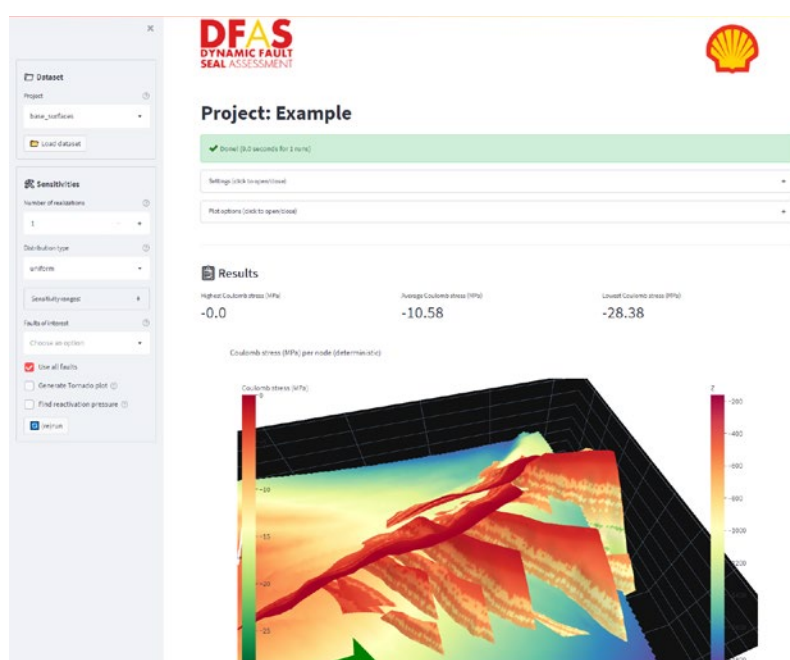 ×
DFAS
DYNAMIC FAULT
SEAL ASSESSMENT
Dataset
Project
base_surfaces
Load dataset
Sensitivities
Number of realizations
1
Distribution type
uniform
Sensitivity ranges
Faults of interest
Choose an option
Use all faults
Generate Tornado plot
Find reactivation pressure
(re)run
Project: Example
Done! (9.0 seconds for 1 runs)
Settings (click to open/close)
Plot options (click to open/close)
Results
Highest Coulomb stress (MPa)
-0.0
Average Coulomb stress (MPa)
-10.58
Lowest Coulomb stress (MPa)
-28.38
Coulomb stress (MPa) per node (deterministic)
Coulomb stress (MPa)
0
-10
-15
-20
-25
Z
-200
-400
-600
-800
-1000
-1200